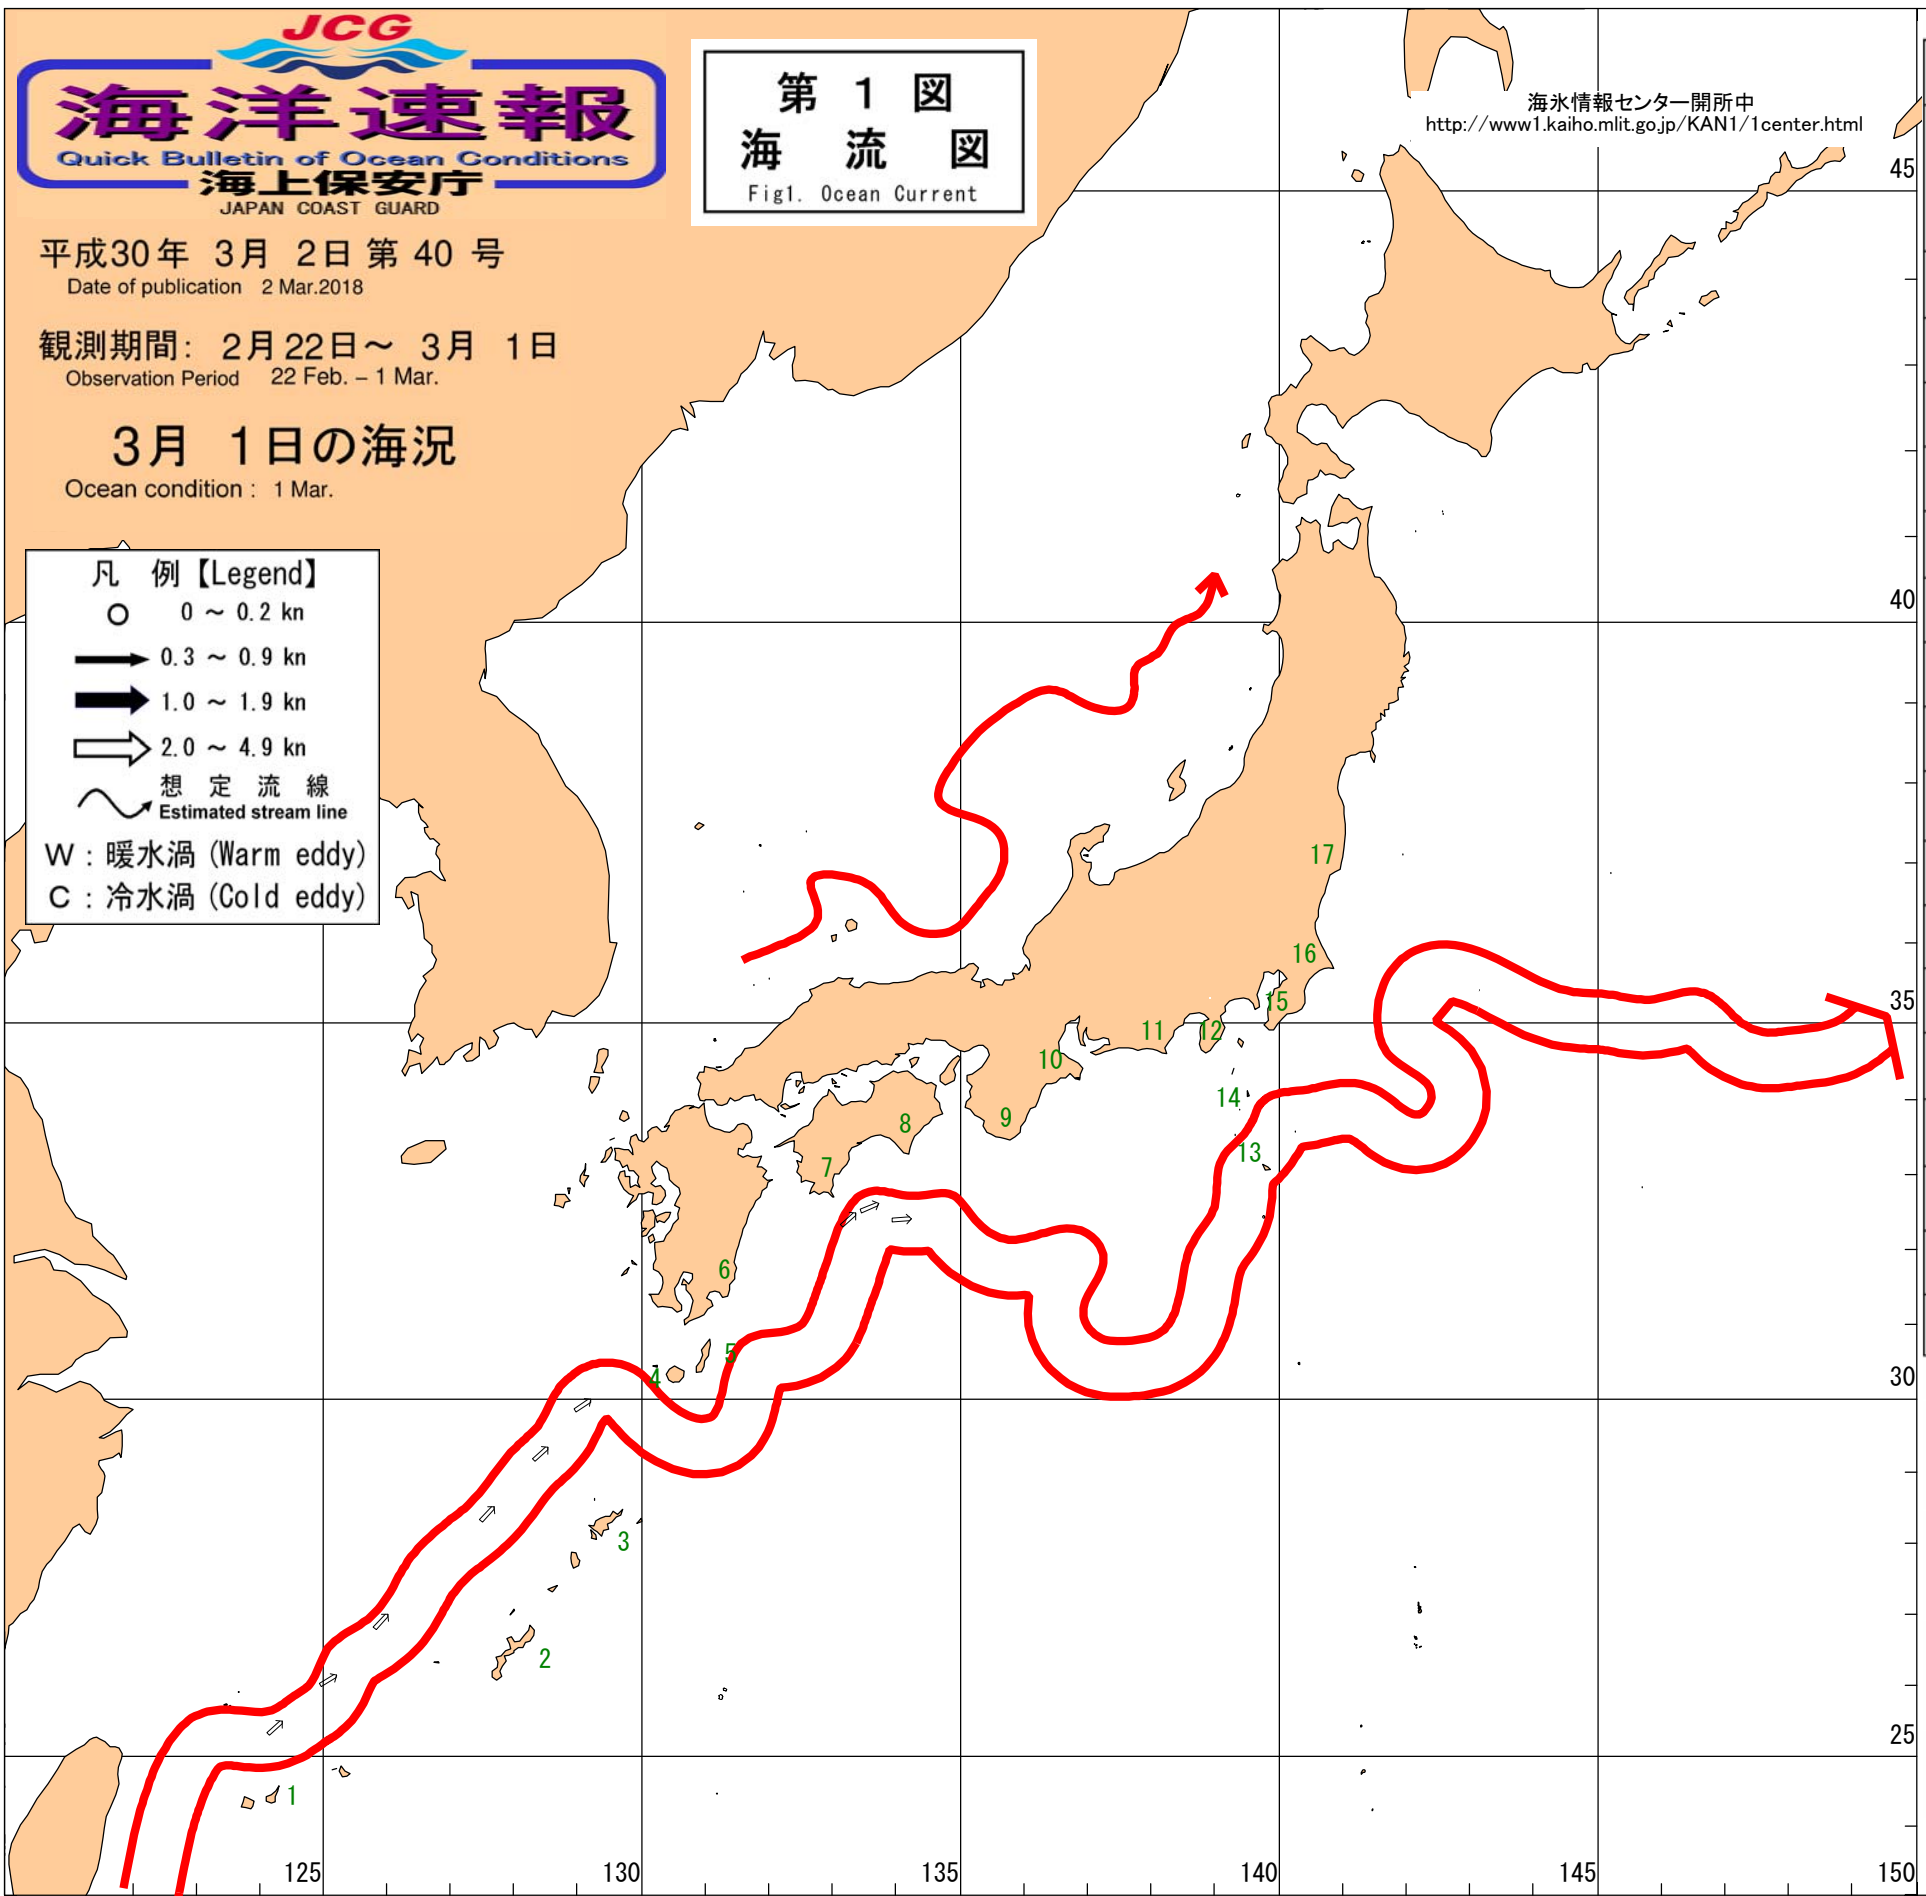 JCG
海洋速報
Quick Bulletin of Ocean Conditions
海上保安庁
JAPAN COAST GUARD
平成30年 3月 2日 第 40 号
Date of publication 2 Mar.2018
観測期間: 2月22日～ 3月 1日
Observation Period 22 Feb. – 1 Mar.
3月 1日の海況
Ocean condition : 1 Mar.
第 1 図
海 流 図
Fig1. Ocean Current
海氷情報センター開所中
http://www1.kaiho.mlit.go.jp/KAN1/1center.html
凡 例【Legend】
0 ～ 0.2 kn
0.3 ～ 0.9 kn
1.0 ～ 1.9 kn
2.0 ～ 4.9 kn
想 定 流 線
Estimated stream line
W : 暖水渦 (Warm eddy)
C : 冷水渦 (Cold eddy)
45
40
17
16
35
15
12
11
10
14
9
8
13
7
6
5
4
30
3
2
25
1
125
130
135
140
145
150